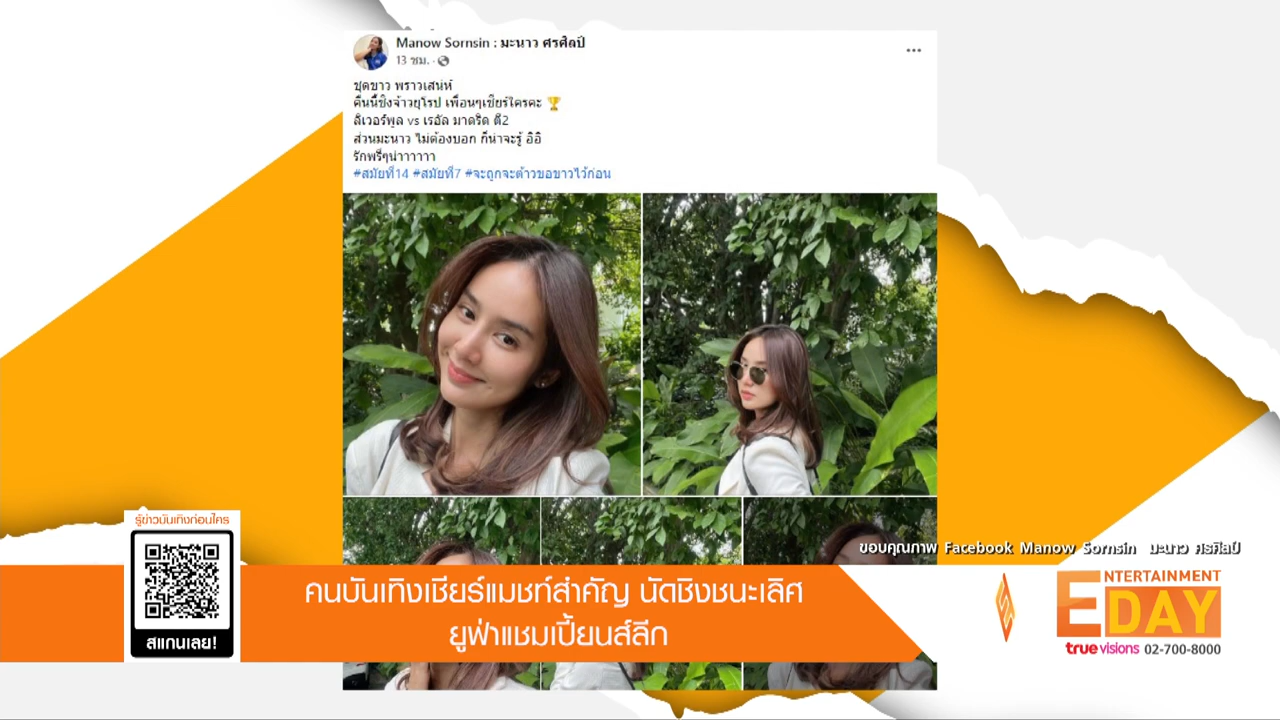 Manow Sornsin : มะนาว ศรศิลป์
13 ชม.
ชุดขาว พราวเสน่ห์
คืนนี้ชิงจ้าวยุโรป เพื่อนๆเชียร์ใครคะ 🏆
ลิเวอร์พูล vs เรอัล มาดริด ตี2
ส่วนมะนาว ไม่ต้องบอก ก็น่าจะรู้ อิอิ
รักพรี่ๆน่าาาาาา
#สมัยที่14 #สมัยที่7 #จะถูกจะต้าวขอขาวไว้ก่อน
รู้ข่าวบันเทิงก่อนใคร
สแกนเลย!
ขอบคุณภาพ Facebook Manow Sornsin มะนาว ศรศิลป์
คนบันเทิงเชียร์แมชท์สำคัญ นัดชิงชนะเลิศ
ยูฟ่าแชมเปี้ยนส์ลีก
ENTERTAINMENT
DAY
truevisions 02-700-8000